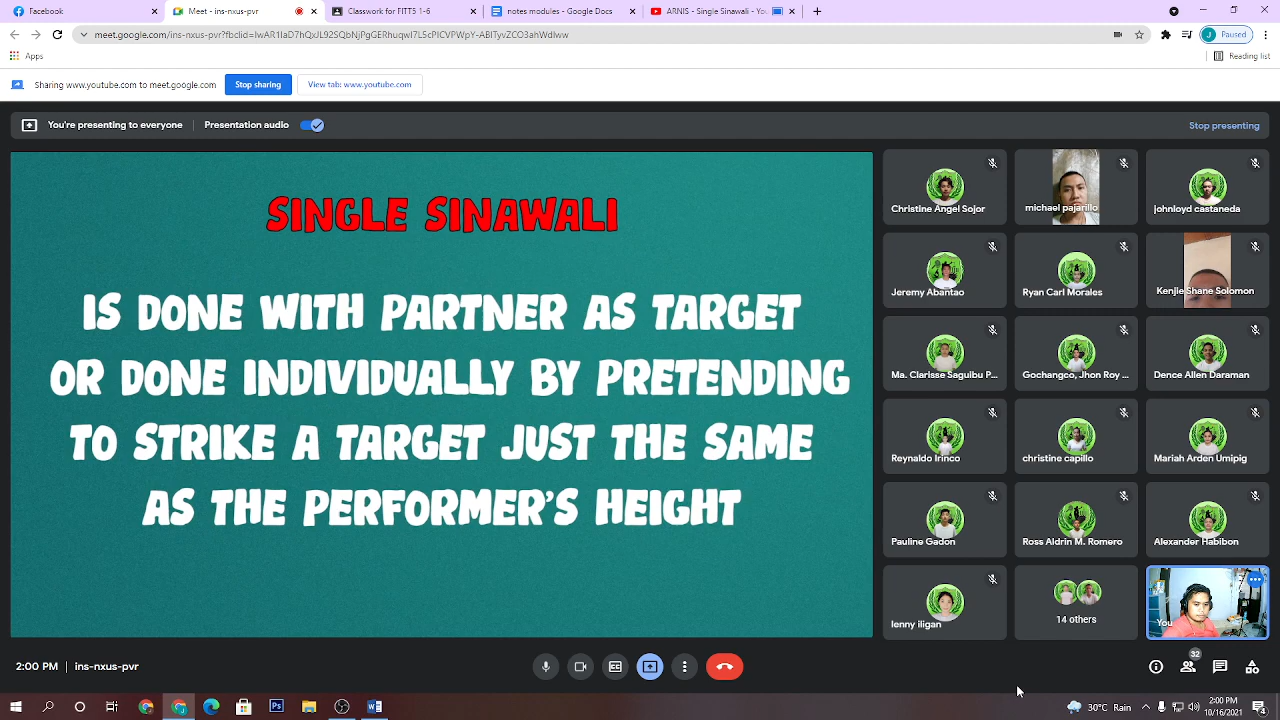 Facebook
Meet - ins-nxus-pvr
Classwork for FITTS 1-6
notes modules - Google Docs
ARNIS - Single Sinawali - You
meet.google.com/ins-nxus-pvr?fbclid=
Paused
Apps
Reading list
Sharing www.youtube.com to meet.google.com
Stop sharing
View tab: www.youtube.com
You're presenting to everyone
Presentation audio
Stop presenting
SINGLE SINAWALI
IS DONE WITH PARTNER AS TARGET
OR DONE INDIVIDUALLY BY PRETENDING
TO STRIKE A TARGET JUST THE SAME
AS THE PERFORMER'S HEIGHT
Christine Angel Sojor
michael pajarillo
johnloyd castaneda
Jeremy Abantao
Ryan Carl Morales
Kenjie Shane Solomon
Ma. Clarisse Saguibu P...
Gochangco, Jhon Roy ...
Dence Allen Daraman
Reynaldo Irinco
christine capillo
Mariah Arden Umipig
Pauline Gadon
Ross Aldrin M. Romero
Alexander Habibon
lenny iligan
14 others
You
2:00 PM
ins-nxus-pvr
32
30°C Rain
2:00 PM
10/16/2021